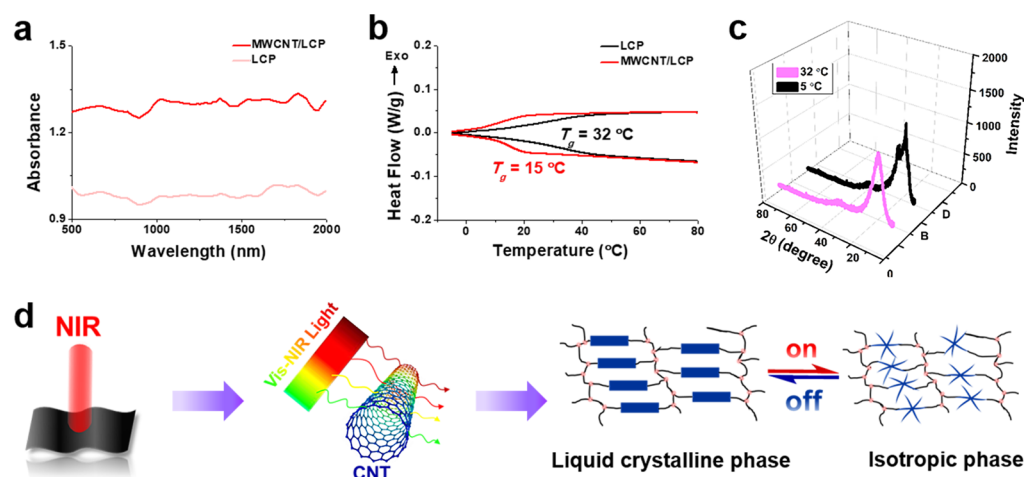 a
1.5
1.2
0.9
Absorbance
MWCNT/LCP
LCP
500
1000
1500
2000
Wavelength (nm)
b
0.2
0.1
0.0
-0.1
-0.2
Heat Flow (W/g)
Exo
LCP
MWCNT/LCP
Tg = 32 °C
Tg = 15 °C
0
20
40
60
80
Temperature (°C)
c
32 °C
5 °C
2000
1500
1000
500
0
Intensity
D
B
80
60
40
20
0
2θ (degree)
d
NIR
Vis-NIR Light
CNT
on
off
Liquid crystalline phase
Isotropic phase